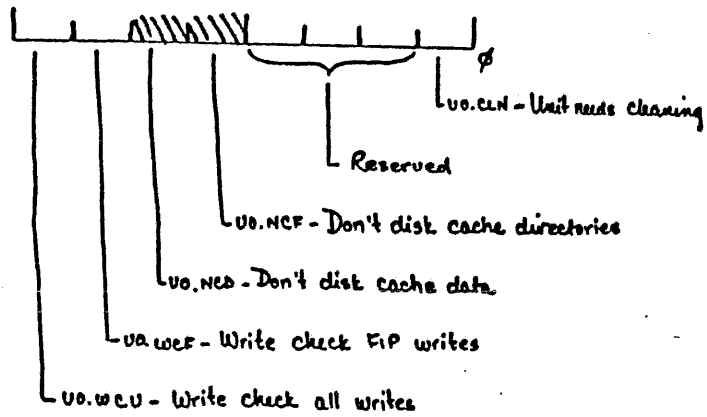 ø
UO.CLN - Unit needs cleaning
Reserved
UO.NCF - Don't disk cache directories
UO.NCD - Don't disk cache data
UO.WCF - Write check FIP writes
UO.WCU - Write check all writes